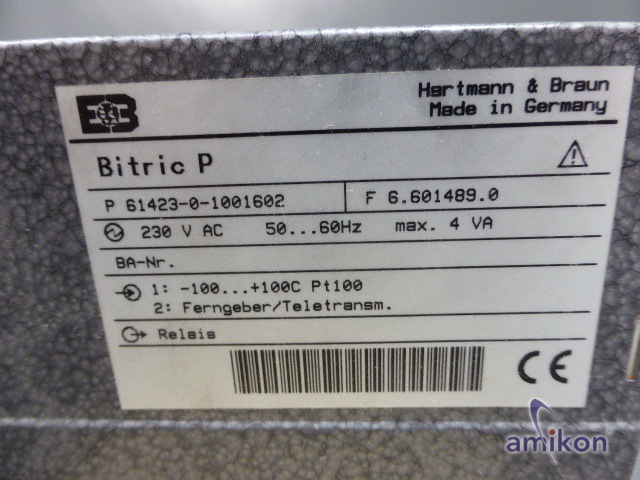 Hartmann & Braun
Made in Germany
Bitric P
P 61423-0-1001602
F 6.601489.0
230 V AC 50...60Hz max. 4 VA
BA-Nr.
1: -100...+100C Pt100
2: Ferngeber/Teletransm.
Relais
CE
amikon